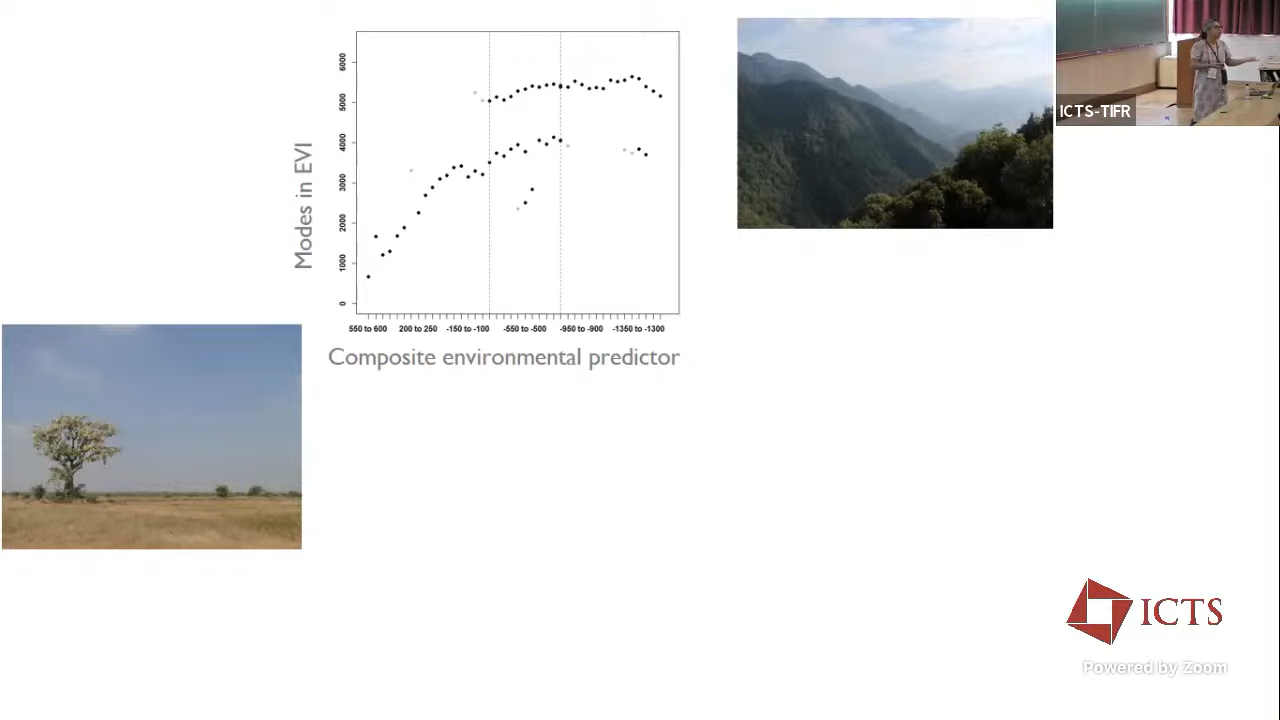 ICTS-TIFR
Modes in EVI
6000
5000
4000
3000
2000
1000
0
550 to 600 200 to 250 -150 to -100 -550 to -500 -950 to -900 -1350 to -1300
Composite environmental predictor
ICTS
Powered by Zoom